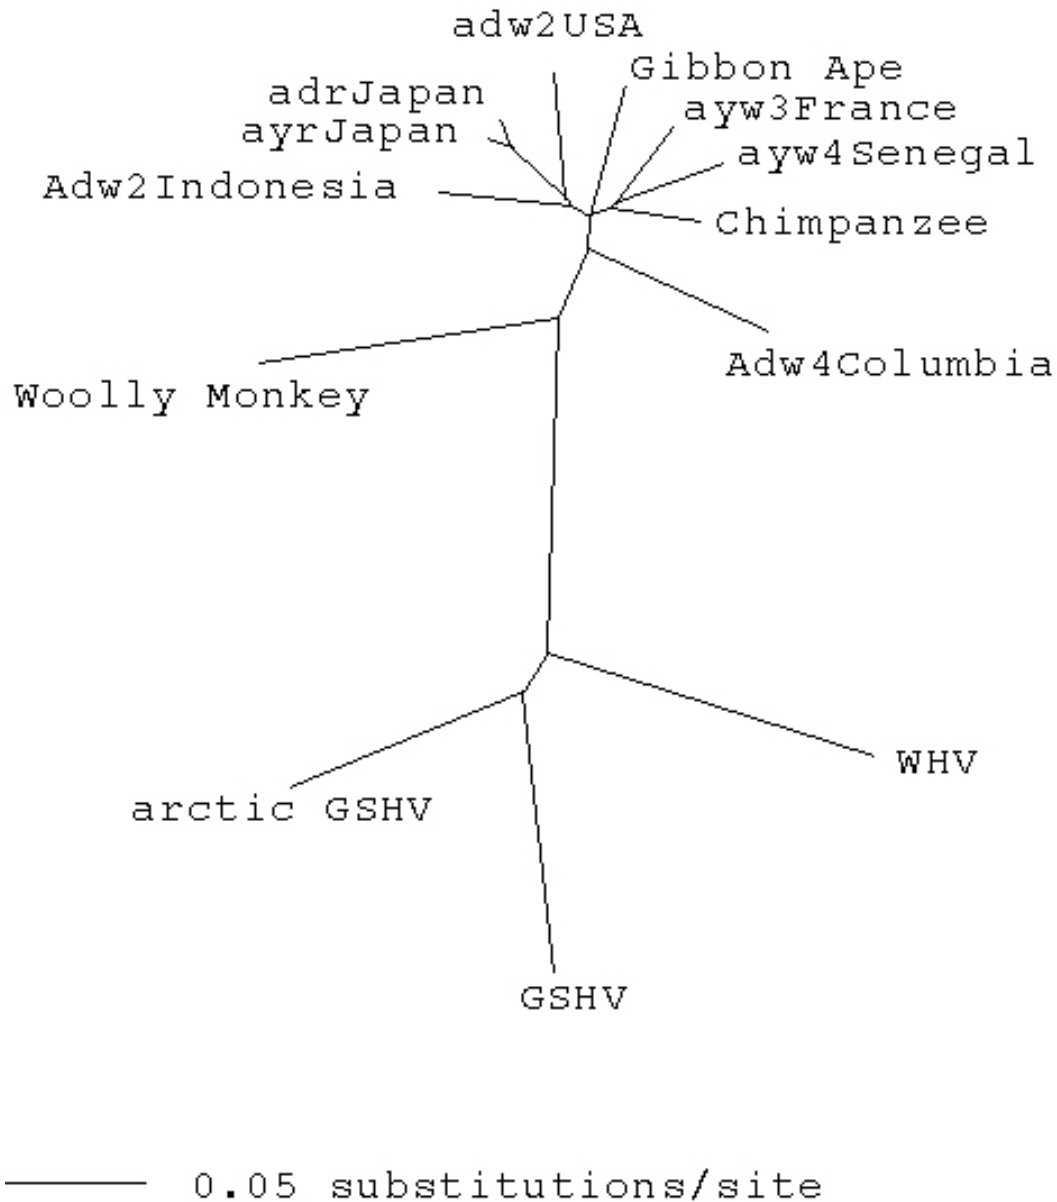 adw2USA
Gibbon Ape
adrJapan
ayw3France
ayrJapan
ayw4Senegal
Adw2Indonesia
Chimpanzee
Adw4Columbia
Woolly Monkey
WHV
arctic GSHV
GSHV
0.05 substitutions/site